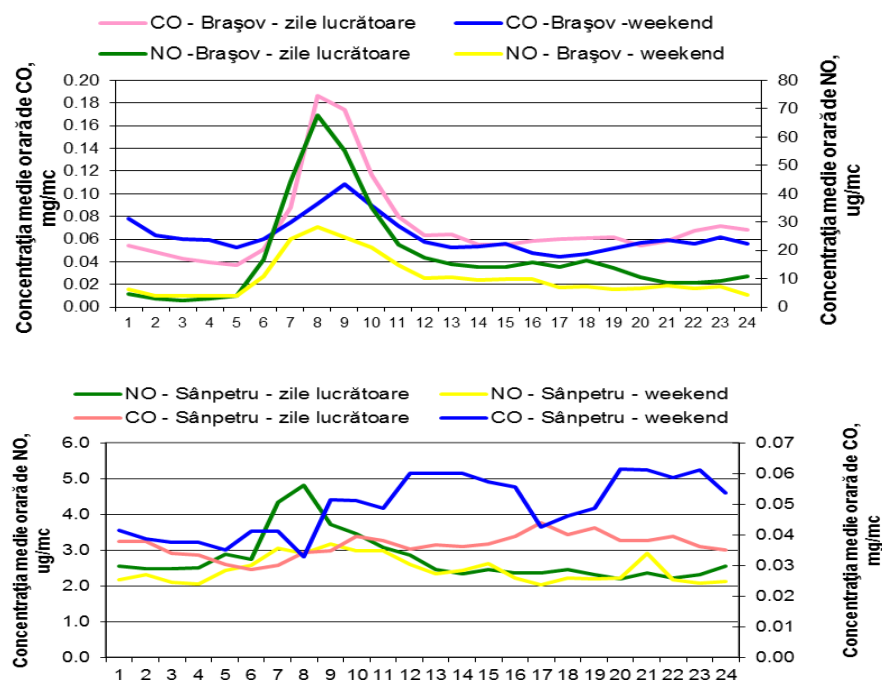 CO - Braşov - zile lucrătoare
CO -Braşov -weekend
NO -Braşov - zile lucrătoare
NO - Braşov - weekend
Concentraţia medie orară de CO,
mg/mc
0.20
0.18
0.16
0.14
0.12
0.10
0.08
0.06
0.04
0.02
0.00
80
70
60
50
40
30
20
10
0
Concentraţia medie orară de NO,
ug/mc
1 2 3 4 5 6 7 8 9 10 11 12 13 14 15 16 17 18 19 20 21 22 23 24
NO - Sânpetru - zile lucrătoare
NO - Sânpetru - weekend
CO - Sânpetru - zile lucrătoare
CO - Sânpetru - weekend
Concentraţia medie orară de NO,
ug/mc
6.0
5.0
4.0
3.0
2.0
1.0
0.0
0.07
0.06
0.05
0.04
0.03
0.02
0.01
0.00
Concentraţia medie orară de CO,
mg/mc
1 2 3 4 5 6 7 8 9 10 11 12 13 14 15 16 17 18 19 20 21 22 23 24